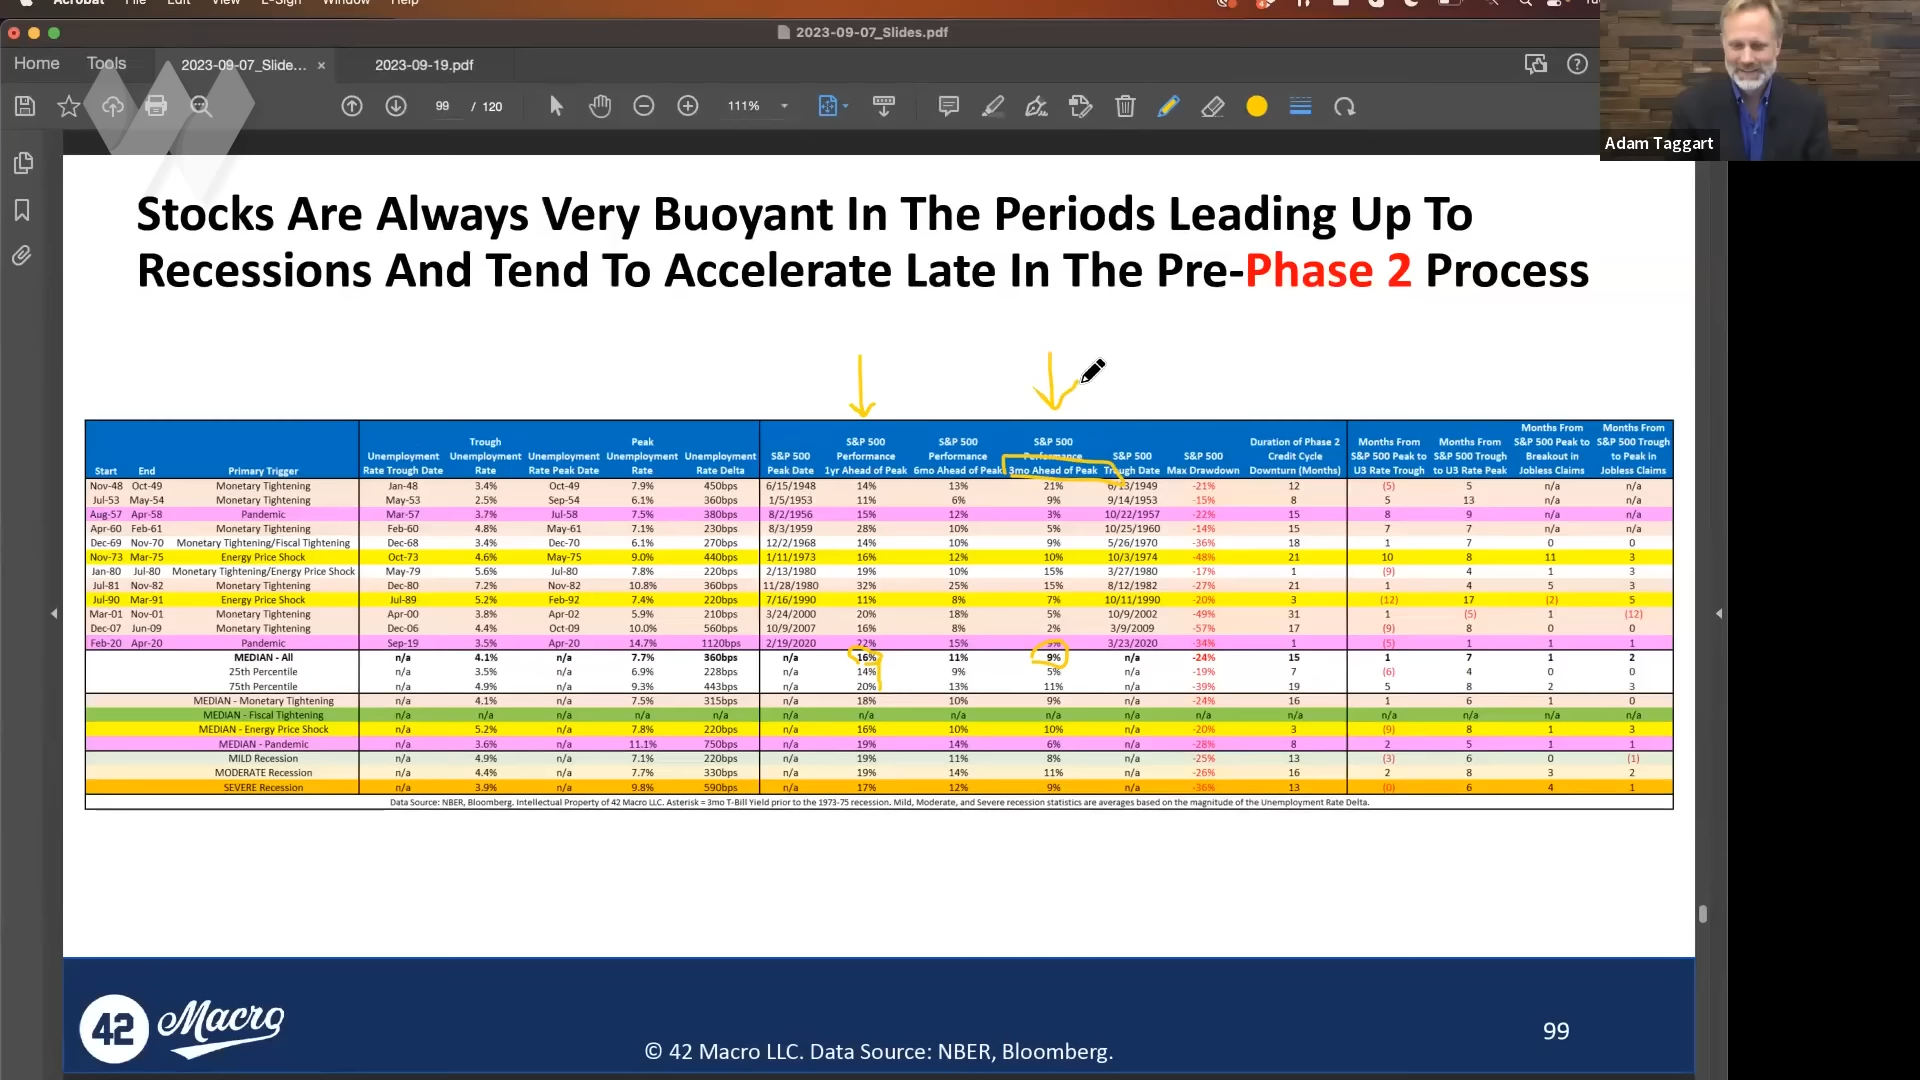 Acrobat File Edit View E-Sign Window Help
2023-09-07_Slides.pdf
Home Tools 2023-09-07_Slide... × 2023-09-19.pdf
99 / 120 111%
Adam Taggart
Stocks Are Always Very Buoyant In The Periods Leading Up To
Recessions And Tend To Accelerate Late In The Pre-Phase 2 Process
Start End Primary Trigger Unemployment Rate Trough Date Trough Unemployment Rate Unemployment Rate Peak Date Peak Unemployment Rate Unemployment Rate Delta S&P 500 Peak Date S&P 500 Performance 1yr Ahead of Peak S&P 500 Performance 6mo Ahead of Peak S&P 500 Performance 3mo Ahead of Peak S&P 500 Trough Date S&P 500 Max Drawdown Duration of Phase 2 Credit Cycle Downturn (Months) Months From S&P 500 Peak to U3 Rate Trough Months From S&P 500 Trough to U3 Rate Peak Months From S&P 500 Peak to Breakout in Jobless Claims Months From S&P 500 Trough to Peak in Jobless Claims
Nov-48 Oct-49 Monetary Tightening Jan-48 3.4% Oct-49 7.9% 450bps 6/15/1948 14% 13% 21% 6/13/1949 -21% 12 (5) 5 n/a n/a
Jul-53 May-54 Monetary Tightening May-53 2.5% Sep-54 6.1% 360bps 1/5/1953 11% 6% 9% 9/14/1953 -15% 8 5 13 n/a n/a
Aug-57 Apr-58 Pandemic Mar-57 3.7% Jul-58 7.5% 380bps 8/2/1956 15% 12% 3% 10/22/1957 -22% 15 8 9 n/a n/a
Apr-60 Feb-61 Monetary Tightening Feb-60 4.8% May-61 7.1% 230bps 8/3/1959 28% 10% 5% 10/25/1960 -14% 15 7 7 n/a n/a
Dec-69 Nov-70 Monetary Tightening/Fiscal Tightening Dec-68 3.4% Dec-70 6.1% 270bps 12/2/1968 14% 10% 9% 5/26/1970 -36% 18 1 7 0 0
Nov-73 Mar-75 Energy Price Shock Oct-73 4.6% May-75 9.0% 440bps 1/11/1973 16% 12% 10% 10/3/1974 -48% 21 10 8 11 3
Jan-80 Jul-80 Monetary Tightening/Energy Price Shock May-79 5.6% Jul-80 7.8% 220bps 2/13/1980 19% 10% 15% 3/27/1980 -17% 1 (9) 4 1 3
Jul-81 Nov-82 Monetary Tightening Dec-80 7.2% Nov-82 10.8% 360bps 11/28/1980 32% 25% 15% 8/12/1982 -27% 21 1 4 5 3
Jul-90 Mar-91 Energy Price Shock Jul-89 5.2% Feb-92 7.4% 220bps 7/16/1990 11% 8% 7% 10/11/1990 -20% 3 (12) 17 (2) 5
Mar-01 Nov-01 Monetary Tightening Apr-00 3.8% Apr-02 5.9% 210bps 3/24/2000 20% 18% 5% 10/9/2002 -49% 31 1 (5) 1 (12)
Dec-07 Jun-09 Monetary Tightening Dec-06 4.4% Oct-09 10.0% 560bps 10/9/2007 16% 8% 2% 3/9/2009 -57% 17 (9) 8 0 0
Feb-20 Apr-20 Pandemic Sep-19 3.5% Apr-20 14.7% 1120bps 2/19/2020 22% 15% 9% 3/23/2020 -34% 1 (5) 1 1 1
MEDIAN - All n/a 4.1% n/a 7.7% 360bps n/a 16% 11% 9% n/a -24% 15 1 7 1 2
25th Percentile n/a 3.5% n/a 6.9% 228bps n/a 14% 9% 5% n/a -19% 7 (6) 4 0 0
75th Percentile n/a 4.9% n/a 9.3% 443bps n/a 20% 13% 11% n/a -39% 19 5 8 2 3
MEDIAN - Monetary Tightening n/a 4.1% n/a 7.5% 315bps n/a 18% 10% 9% n/a -24% 16 1 6 1 0
MEDIAN - Fiscal Tightening n/a n/a n/a n/a n/a n/a n/a n/a n/a n/a n/a n/a n/a n/a n/a n/a
MEDIAN - Energy Price Shock n/a 5.2% n/a 7.8% 220bps n/a 16% 10% 10% n/a -20% 3 (9) 8 1 3
MEDIAN - Pandemic n/a 3.6% n/a 11.1% 750bps n/a 19% 14% 6% n/a -28% 8 2 5 1 1
MILD Recession n/a 4.9% n/a 7.1% 220bps n/a 19% 11% 8% n/a -25% 13 (3) 6 0 (1)
MODERATE Recession n/a 4.4% n/a 7.7% 330bps n/a 19% 14% 11% n/a -26% 16 2 8 3 2
SEVERE Recession n/a 3.9% n/a 9.8% 590bps n/a 17% 12% 9% n/a -36% 13 (0) 6 4 1
Data Source: NBER, Bloomberg. Intellectual Property of 42 Macro LLC. Asterisk = 3mo T-Bill Yield prior to the 1973-75 recession. Mild, Moderate, and Severe recession statistics are averages based on the magnitude of the Unemployment Rate Delta.
42 Macro
© 42 Macro LLC. Data Source: NBER, Bloomberg.
99